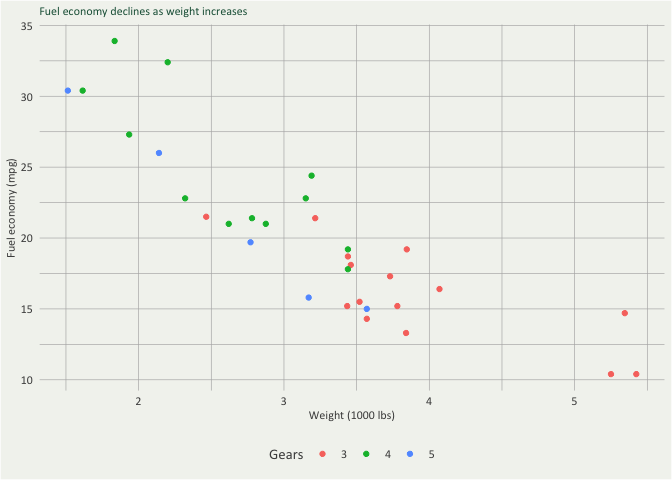 Fuel economy declines as weight increases
35
30
25
20
15
10
Fuel economy (mpg)
2 3 4 5
Weight (1000 lbs)
Gears 3 4 5